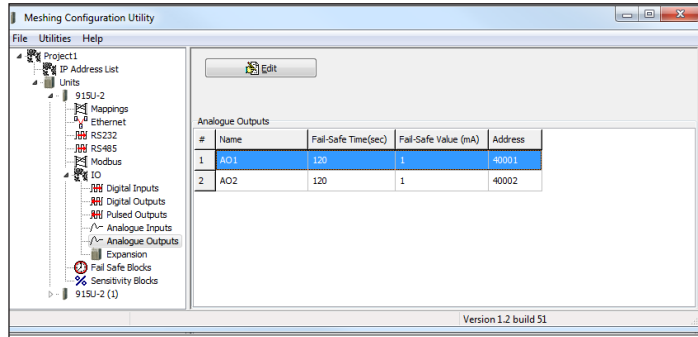 Meshing Configuration Utility
File Utilities Help
Project1
IP Address List
Units
915U-2
Mappings
Ethernet
RS232
RS485
Modbus
IO
Digital Inputs
Digital Outputs
Pulsed Outputs
Analogue Inputs
Analogue Outputs
Expansion
Fail Safe Blocks
Sensitivity Blocks
915U-2 (1)
Edit
Analogue Outputs
# Name Fail-Safe Time(sec) Fail-Safe Value (mA) Address
1 AO1 120 1 40001
2 AO2 120 1 40002
Version 1.2 build 51